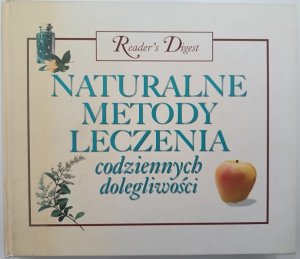 Reader's Digest
NATURALNE
METODY
LECZENIA
codziennych
dolegliwości